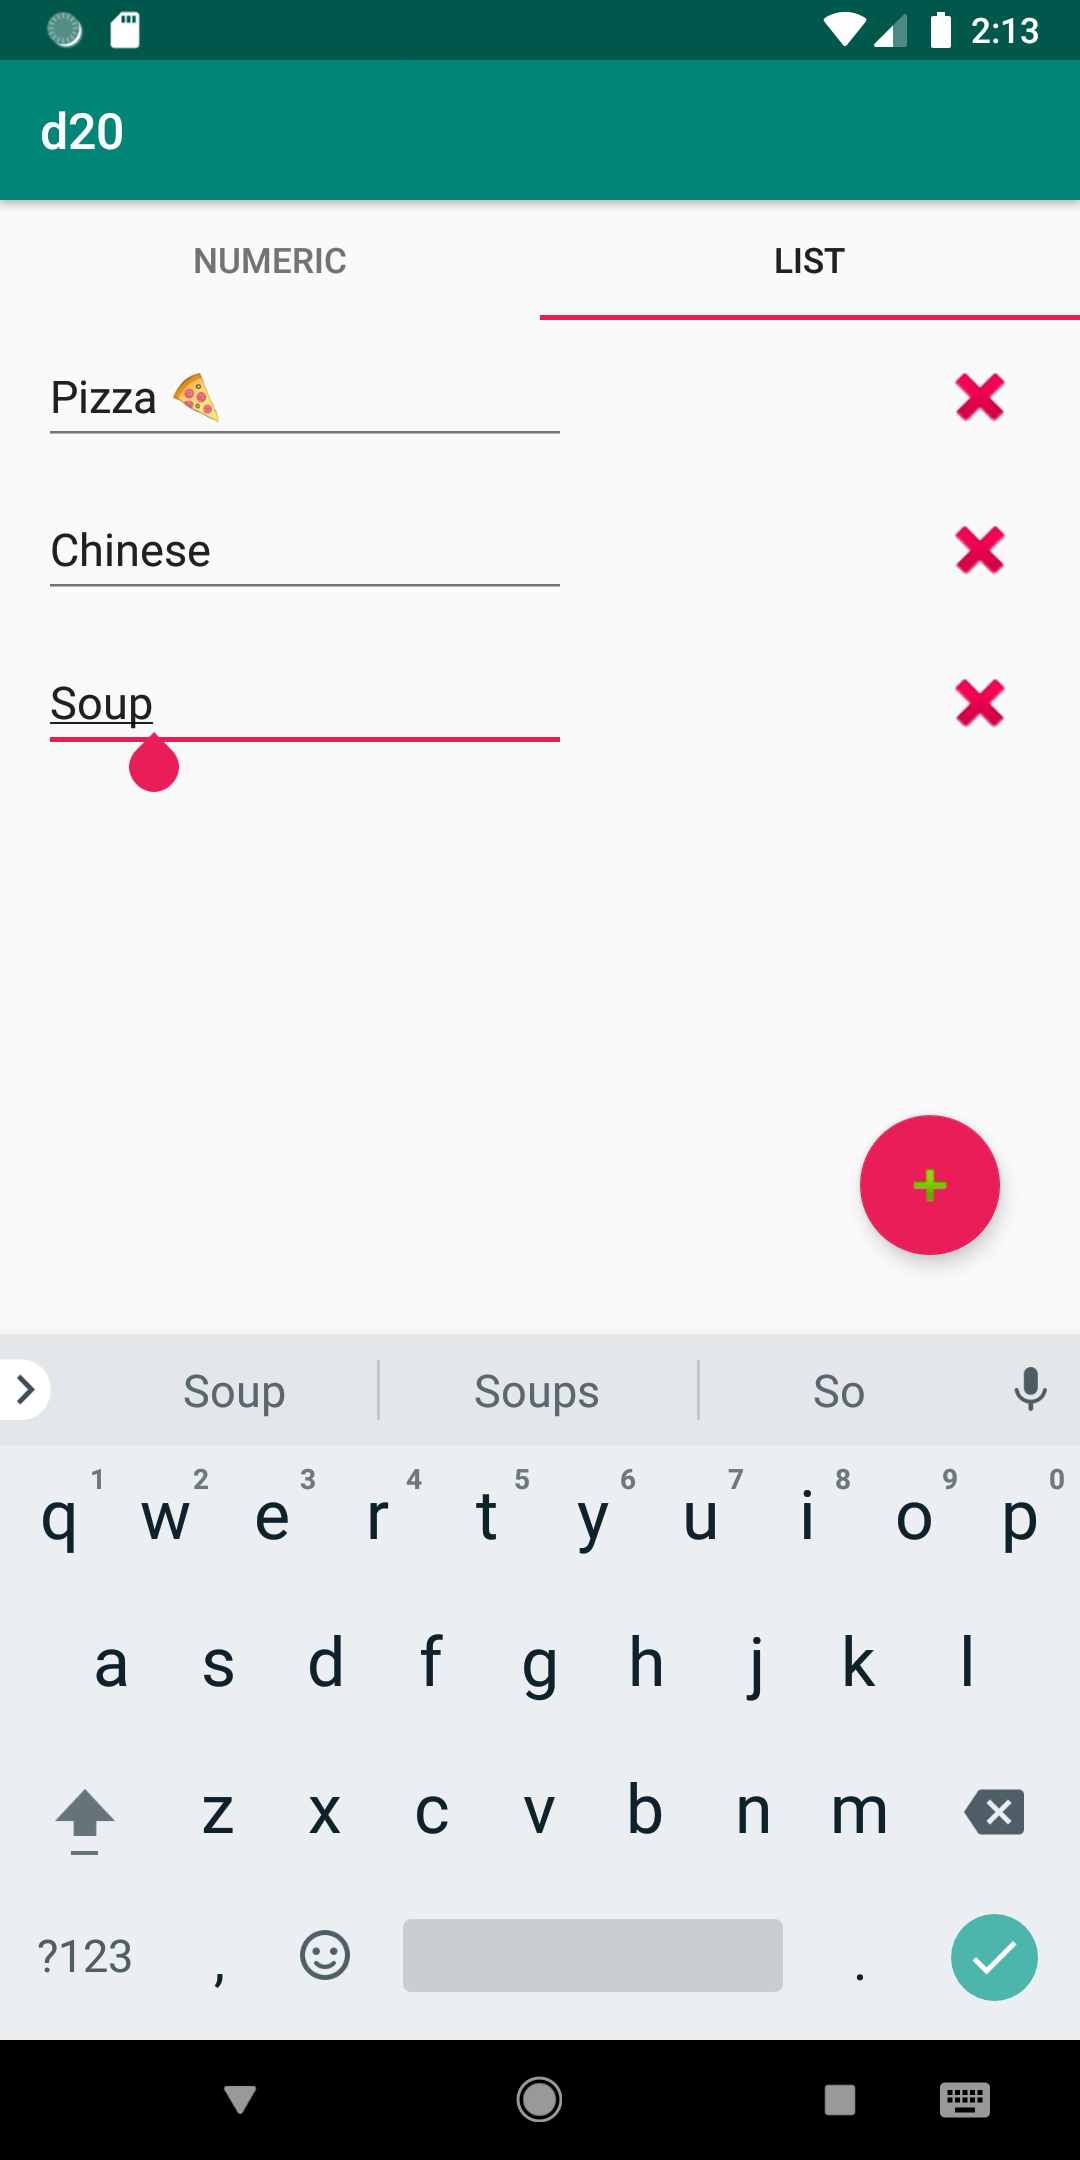 2:13
d20
NUMERIC LIST
Pizza 🍕
Chinese
Soup
Soup Soups So
1 2 3 4 5 6 7 8 9 0
q w e r t y u i o p
a s d f g h j k l
z x c v b n m
?123 , .